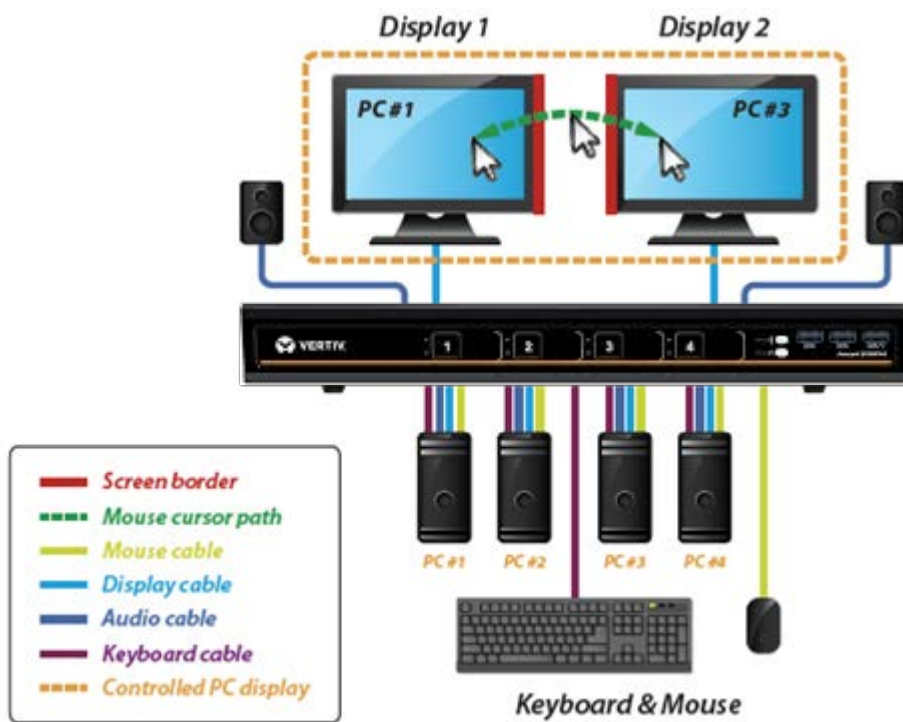 Display 1
Display 2
PC#1
PC#3
VERTIV.
1
2
3
4
PC #1
PC #2
PC #3
PC #4
Screen border
Mouse cursor path
Mouse cable
Display cable
Audio cable
Keyboard cable
Controlled PC display
Keyboard & Mouse